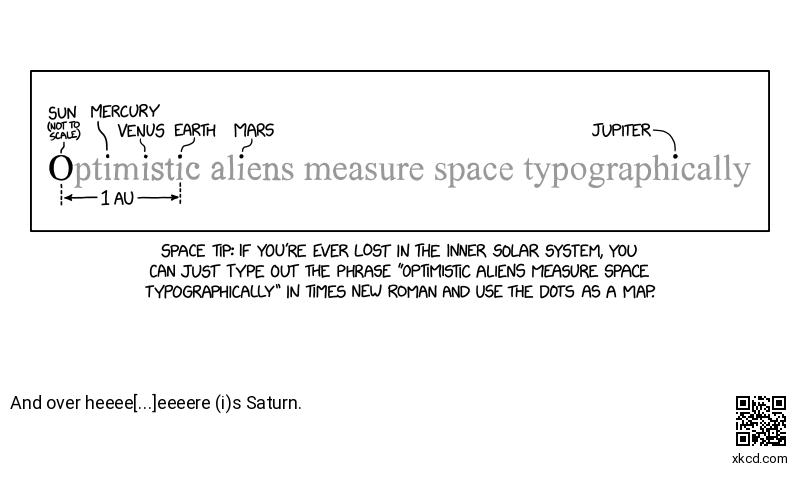 SUN
(NOT TO
SCALE)
MERCURY
VENUS
EARTH
MARS
JUPITER
Optimistic aliens measure space typographically
1 AU
SPACE TIP: IF YOU'RE EVER LOST IN THE INNER SOLAR SYSTEM, YOU
CAN JUST TYPE OUT THE PHRASE "OPTIMISTIC ALIENS MEASURE SPACE
TYPOGRAPHICALLY" IN TIMES NEW ROMAN AND USE THE DOTS AS A MAP.
And over heeee[...]eeeere (i)s Saturn.
xkcd.com